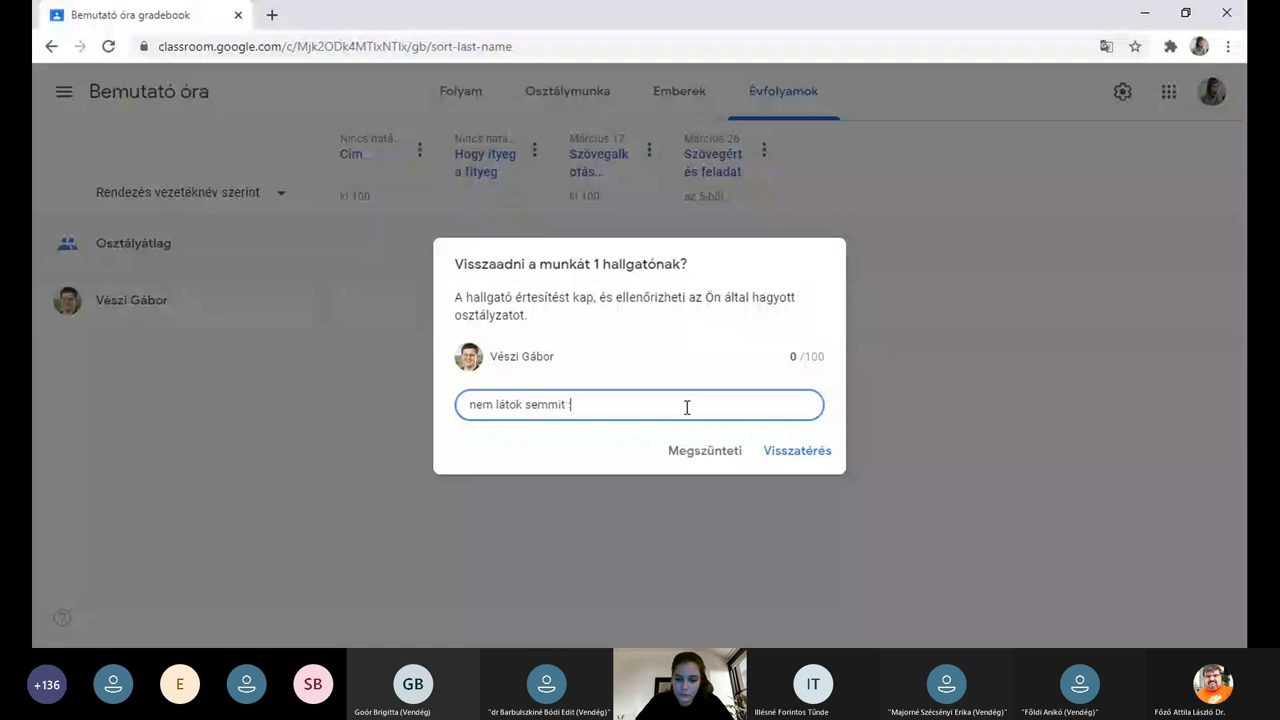 Bemutató óra gradebook
classroom.google.com/c/Mjk2ODk4MTIxNTIx/gb/sort-last-name
Bemutató óra
Folyam
Osztálymunka
Emberek
Évfolyamok
Nincs hatá...
Cím...
ki 100
Nincs hatá...
Hogy ityeg
a fityeg
Március 17
Szövegalk
otás...
ki 100
Március 26
Szövegért
és feladat
az 5-ből
Rendezés vezetéknév szerint
Osztályátlag
Vészi Gábor
Visszaadni a munkát 1 hallgatónak?
A hallgató értesítést kap, és ellenőrizheti az Ön által hagyott
osztályzatot.
Vészi Gábor
0 /100
nem látok semmit :
Megszünteti
Visszatérés
+136
E
SB
GB
IT
Goór Brigitta (Vendég)
"dr Barbulszkiné Bódi Edit (Vendég)"
Illésné Forintos Tünde
"Majorné Szécsényi Erika (Vendég)"
"Földi Anikó (Vendég)"
Főző Attila László Dr.